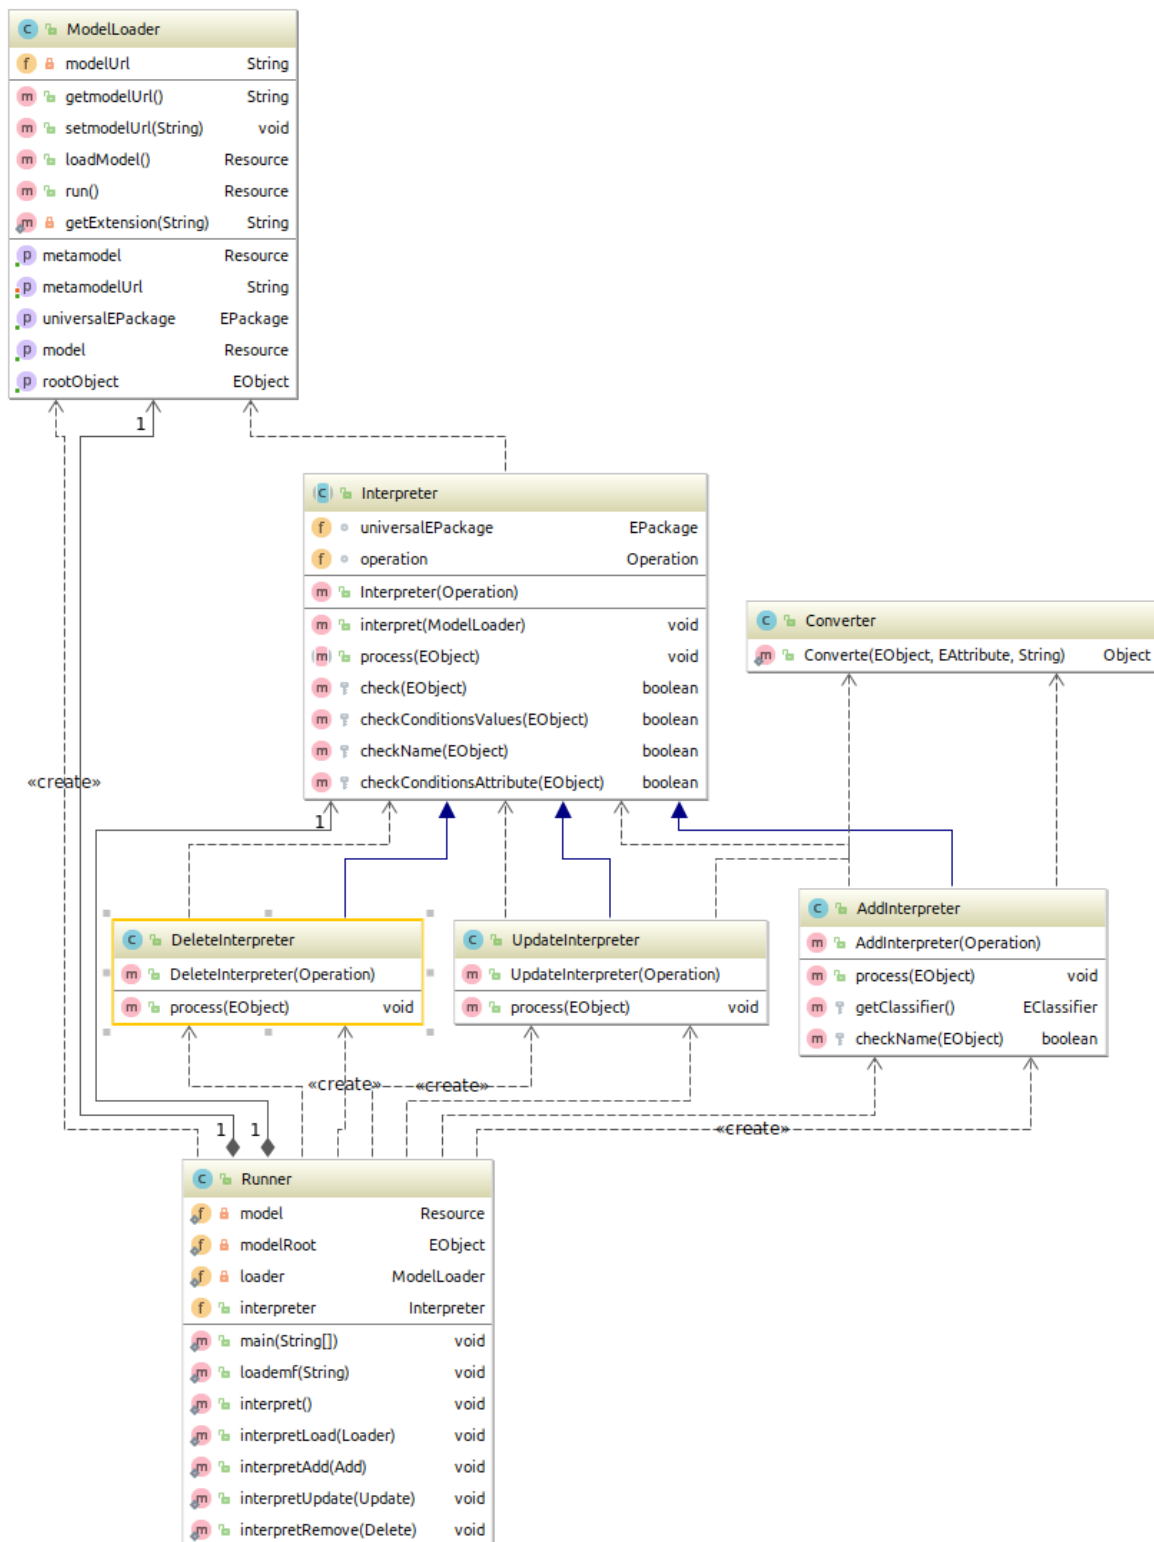 C ModelLoader
f modelUrl String
m getmodelUrl() String
m setmodelUrl(String) void
m loadModel() Resource
m run() Resource
m getExtension(String) String
p metamodel Resource
p metamodelUrl String
p universalEPackage EPackage
p model Resource
p rootObject EObject
1
C Interpreter
f universalEPackage EPackage
f operation Operation
m Interpreter(Operation)
m interpret(ModelLoader) void
m process(EObject) void
m check(EObject) boolean
m checkConditionsValues(EObject) boolean
m checkName(EObject) boolean
m checkConditionsAttribute(EObject) boolean
C Converter
m Converte(EObject, EAttribute, String) Object
«create»
1
C DeleteInterpreter
m DeleteInterpreter(Operation)
m process(EObject) void
C UpdateInterpreter
m UpdateInterpreter(Operation)
m process(EObject) void
C AddInterpreter
m AddInterpreter(Operation)
m process(EObject) void
m getClassifier() EClassifier
m checkName(EObject) boolean
«create» «create»
1 1 «create»
C Runner
f model Resource
f modelRoot EObject
f loader ModelLoader
f interpreter Interpreter
m main(String[]) void
m loademf(String) void
m interpret() void
m interpretLoad(Loader) void
m interpretAdd(Add) void
m interpretUpdate(Update) void
m interpretRemove(Delete) void